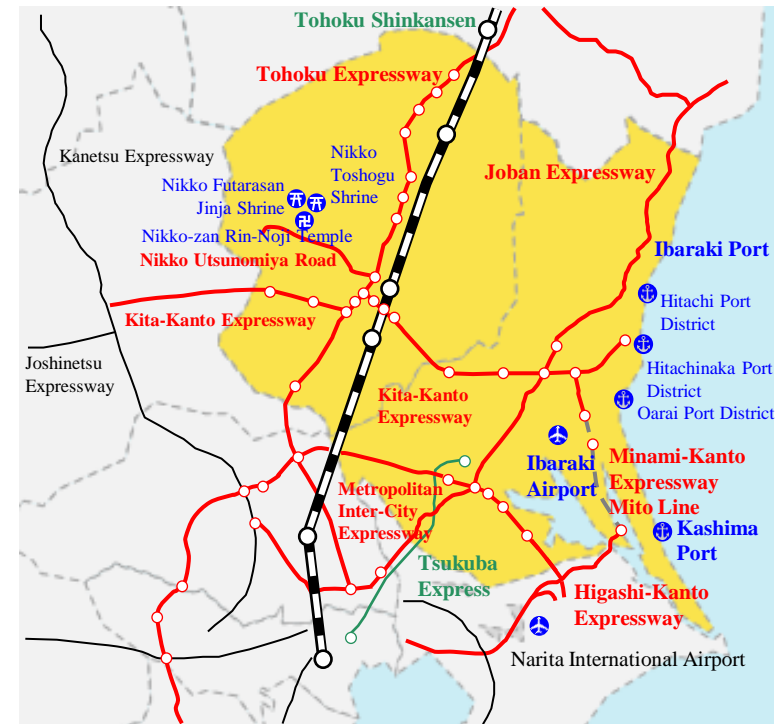 Tohoku Shinkansen
Tohoku Expressway
Kanetsu Expressway
Nikko
Toshogu
Shrine
Nikko Futarasan
Jinja Shrine
Nikko-zan Rin-Noji Temple
Nikko Utsunomiya Road
Joban Expressway
Ibaraki Port
Hitachi Port
District
Kita-Kanto Expressway
Joshinetsu
Expressway
Hitachinaka Port
District
Oarai Port District
Kita-Kanto
Expressway
Ibaraki
Airport
Minami-Kanto
Expressway
Mito Line
Metropolitan
Inter-City
Expressway
Kashima
Port
Tsukuba
Express
Higashi-Kanto
Expressway
Narita International Airport